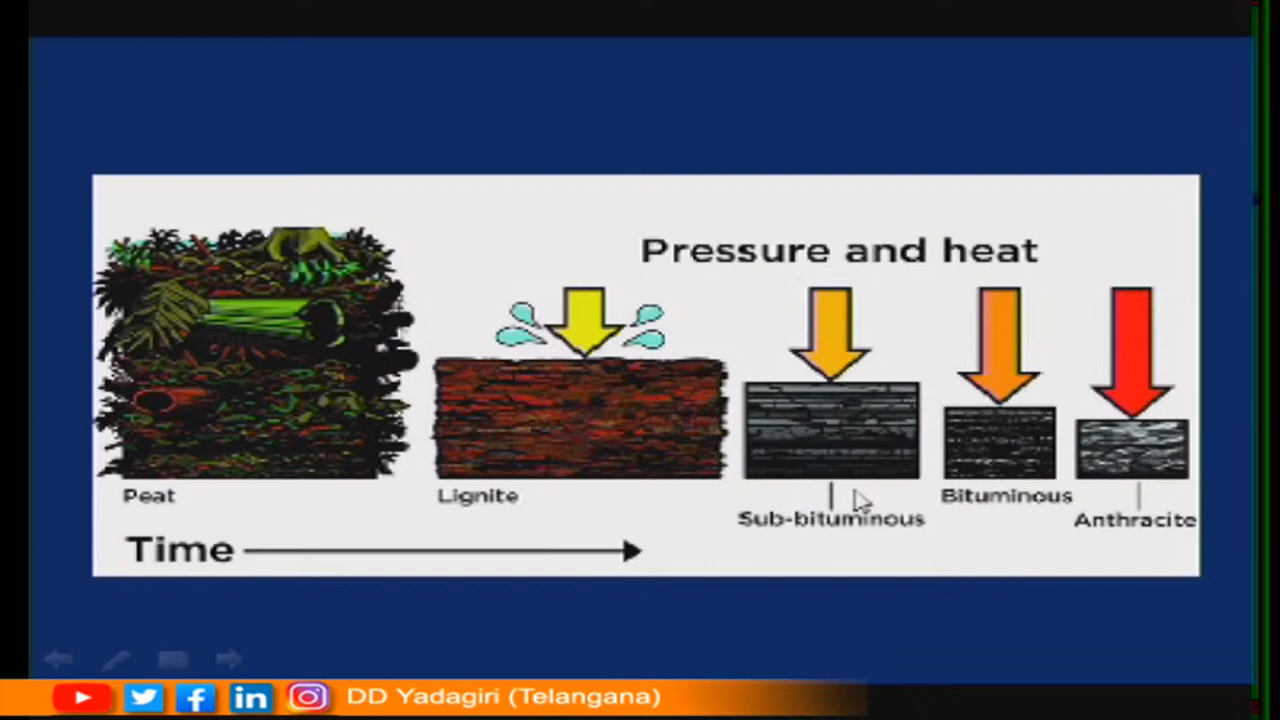 Pressure and heat
Peat
Lignite
Sub-bituminous
Bituminous
Anthracite
Time
DD Yadagiri (Telangana)